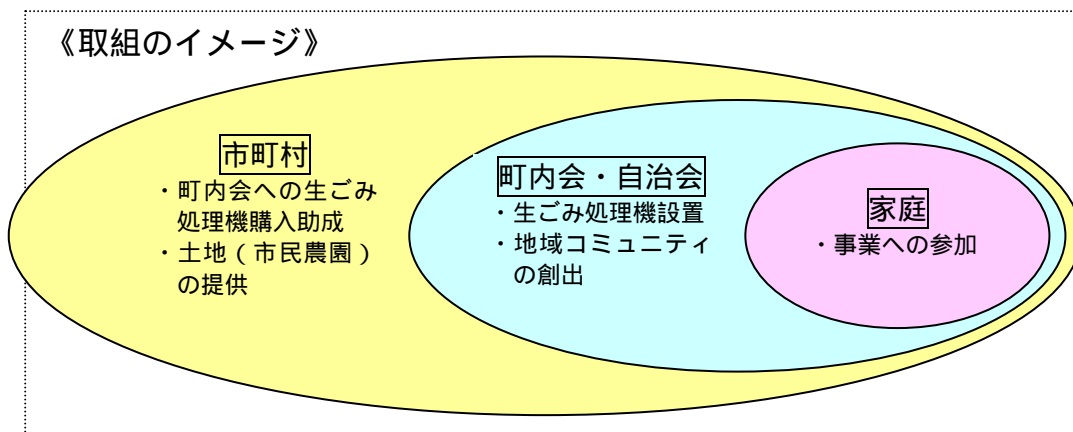 《取組のイメージ》
市町村
・町内会への生ごみ
処理機購入助成
・土地（市民農園）
の提供
町内会・自治会
・生ごみ処理機設置
・地域コミュニティ
の創出
家庭
・事業への参加